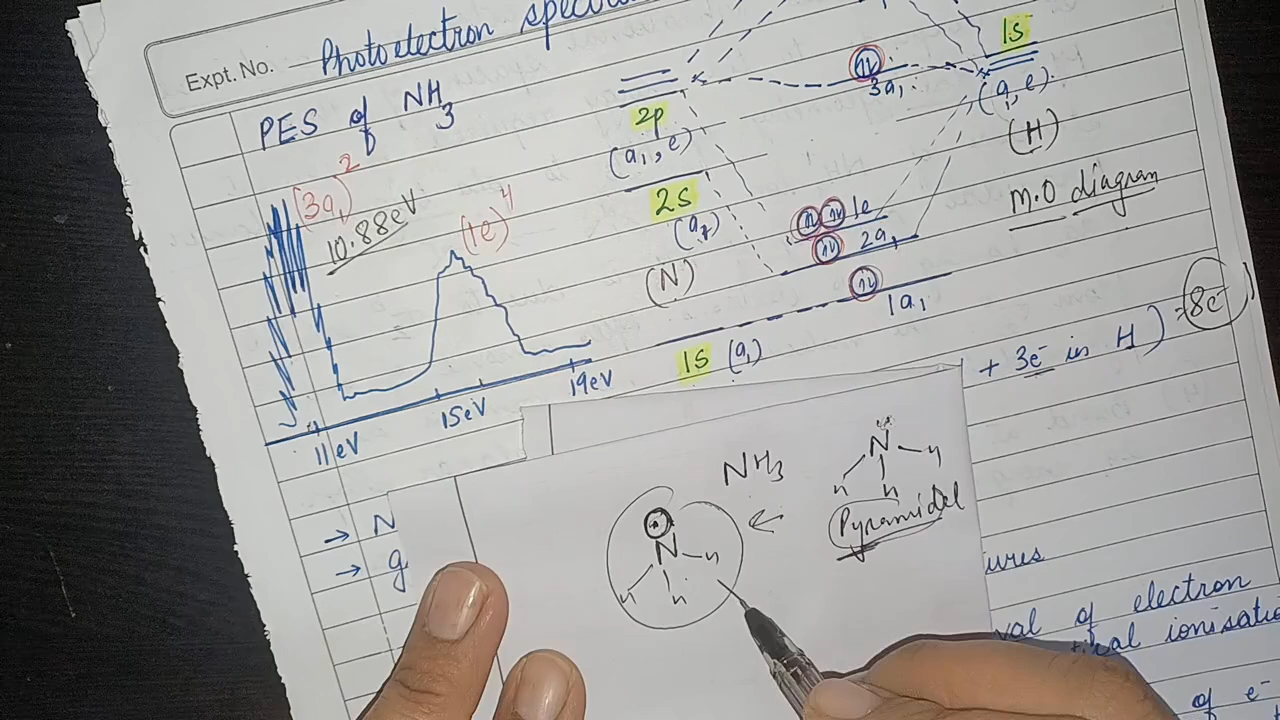 Expt. No. Photoelectron
PES of NH3
(3a1)2
10.88eV
(1e)4
11eV
15eV
19eV
2p
(a1, e)
2S
(a1)
(N)
1S (a1)
1S
(a1, e)
(H)
3a1
1e
2a1
1a1
M.O diagram
+ 3e- in H) = 8e-
→ N
→ g
NH3
N
H
H
H
N
H
H
H
Pyramidal
ures
val of electron
ionisatio
of e-